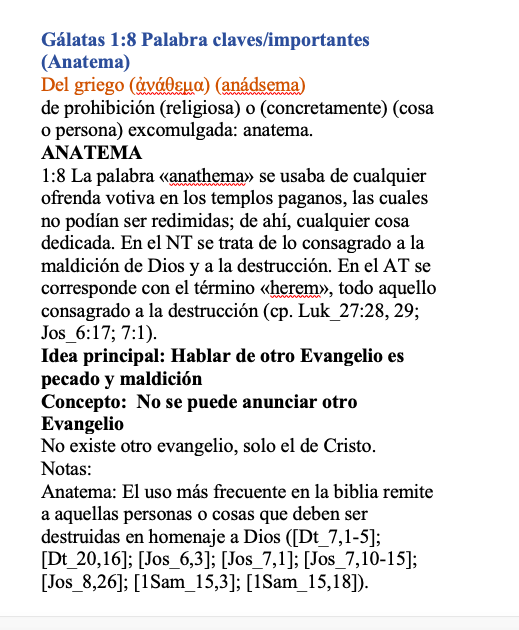 Gálatas 1:8 Palabra claves/importantes
(Anatema)
Del griego (ἀνάθεμα) (anádsema)
de prohibición (religiosa) o (concretamente) (cosa
o persona) excomulgada: anatema.
ANATEMA
1:8 La palabra «anathema» se usaba de cualquier
ofrenda votiva en los templos paganos, las cuales
no podían ser redimidas; de ahí, cualquier cosa
dedicada. En el NT se trata de lo consagrado a la
maldición de Dios y a la destrucción. En el AT se
corresponde con el término «herem», todo aquello
consagrado a la destrucción (cp. Luk_27:28, 29;
Jos_6:17; 7:1).
Idea principal: Hablar de otro Evangelio es
pecado y maldición
Concepto:  No se puede anunciar otro
Evangelio
No existe otro evangelio, solo el de Cristo.
Notas:
Anatema: El uso más frecuente en la biblia remite
a aquellas personas o cosas que deben ser
destruidas en homenaje a Dios ([Dt_7,1-5];
[Dt_20,16]; [Jos_6,3]; [Jos_7,1]; [Jos_7,10-15];
[Jos_8,26]; [1Sam_15,3]; [1Sam_15,18]).